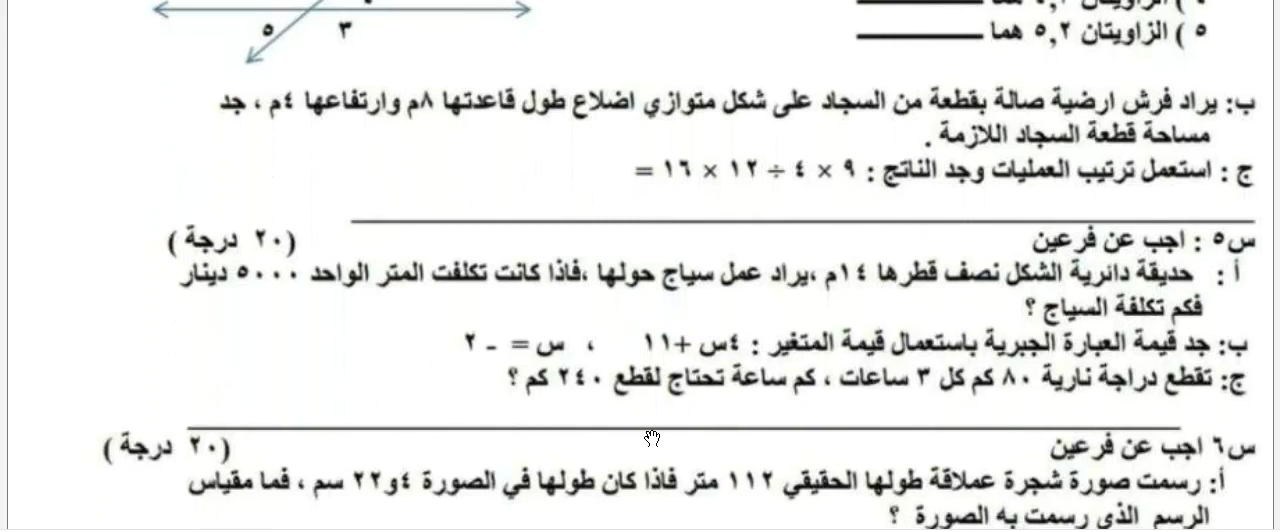 ٥ ) الزاويتان ٥,٢ هما
٥
٣
ب: يراد فرش ارضية صالة بقطعة من السجاد على شكل متوازي اضلاع طول قاعدتها ٨م وارتفاعها ٤م ، جد
مساحة قطعة السجاد اللازمة .
ج : استعمل ترتيب العمليات وجد الناتج : ٩ × ٤ ÷ ١٢ × ١٦ =
س٥ : اجب عن فرعين (٢٠ درجة )
أ : حديقة دائرية الشكل نصف قطرها ١٤م ،يراد عمل سياج حولها ،فاذا كانت تكلفت المتر الواحد ٥٠٠٠ دينار
فكم تكلفة السياج ؟
ب: جد قيمة العبارة الجبرية باستعمال قيمة المتغير : ٤س +١١ ، س = - ٢
ج: تقطع دراجة نارية ٨٠ كم كل ٣ ساعات ، كم ساعة تحتاج لقطع ٢٤٠ كم ؟
س٦ اجب عن فرعين (٢٠ درجة )
أ: رسمت صورة شجرة عملاقة طولها الحقيقي ١١٢ متر فاذا كان طولها في الصورة ٤و٢٢ سم ، فما مقياس
الرسم الذي رسمت به الصورة ؟